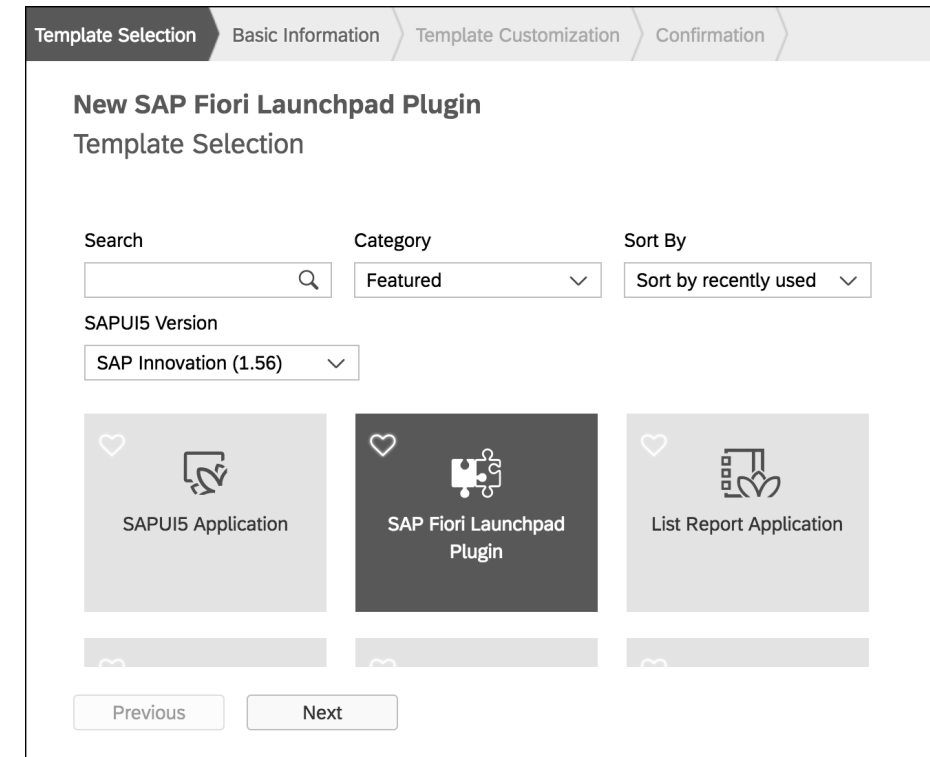 Template Selection Basic Information Template Customization Confirmation
New SAP Fiori Launchpad Plugin
Template Selection
Search Category Sort By
Featured Sort by recently used
SAPUI5 Version
SAP Innovation (1.56)
SAPUI5 Application SAP Fiori Launchpad List Report Application
Plugin
Previous Next